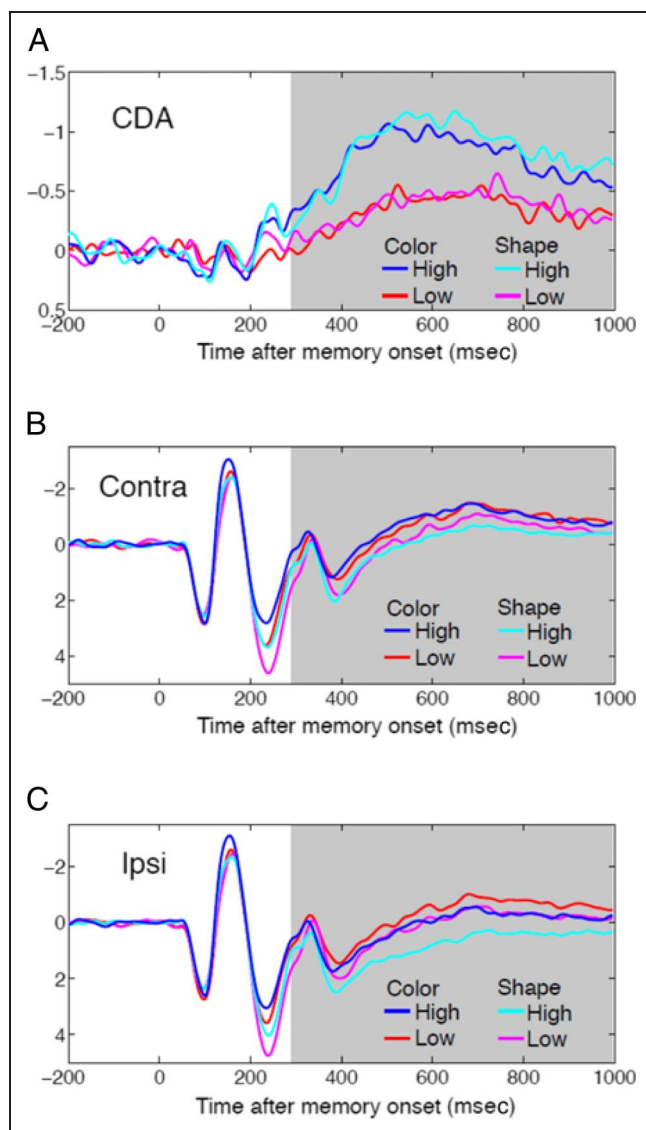 A
−1.5
CDA
−1
−0.5
0
Color Shape
High High
Low Low
0.5
−200 0 200 400 600 800 1000
Time after memory onset (msec)
B
−2
Contra
0
2
Color Shape
High High
4
Low Low
−200 0 200 400 600 800 1000
Time after memory onset (msec)
C
−2
Ipsi
0
2
Color Shape
High High
4
Low Low
−200 0 200 400 600 800 1000
Time after memory onset (msec)